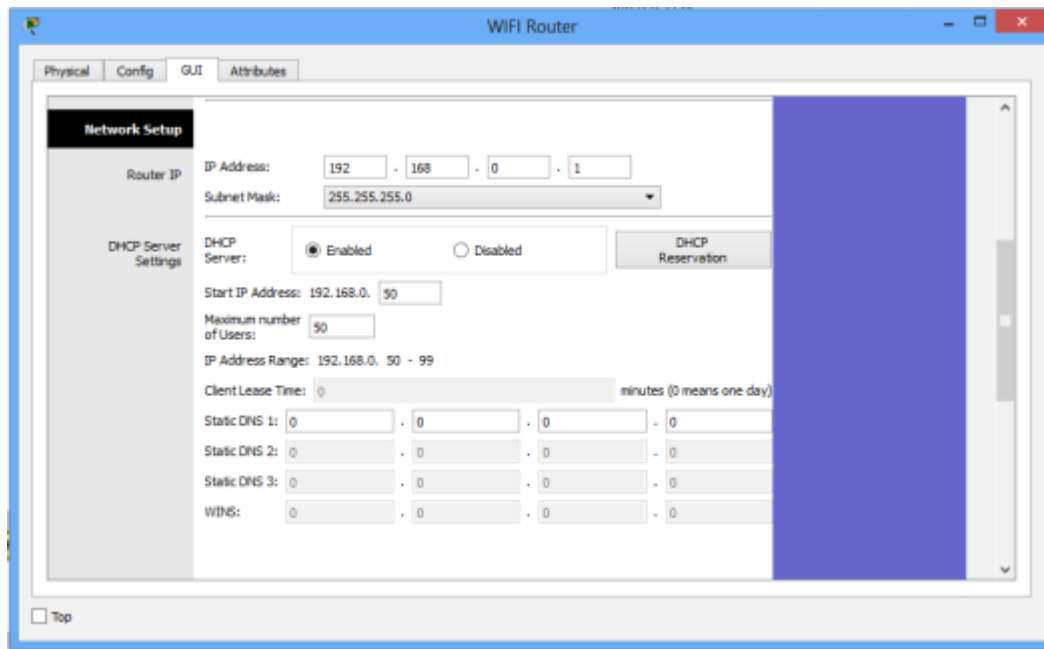 WIFI Router
Physical Config GUI Attributes
Network Setup
Router IP
IP Address: 192 . 168 . 0 . 1
Subnet Mask: 255.255.255.0
DHCP Server Settings
DHCP Server: Enabled Disabled
DHCP Reservation
Start IP Address: 192.168.0. 50
Maximum number of Users: 50
IP Address Range: 192.168.0. 50 - 99
Client Lease Time: 0 minutes (0 means one day)
Static DNS 1: 0 . 0 . 0 . 0
Static DNS 2: 0 . 0 . 0 . 0
Static DNS 3: 0 . 0 . 0 . 0
WINS: 0 . 0 . 0 . 0
Top